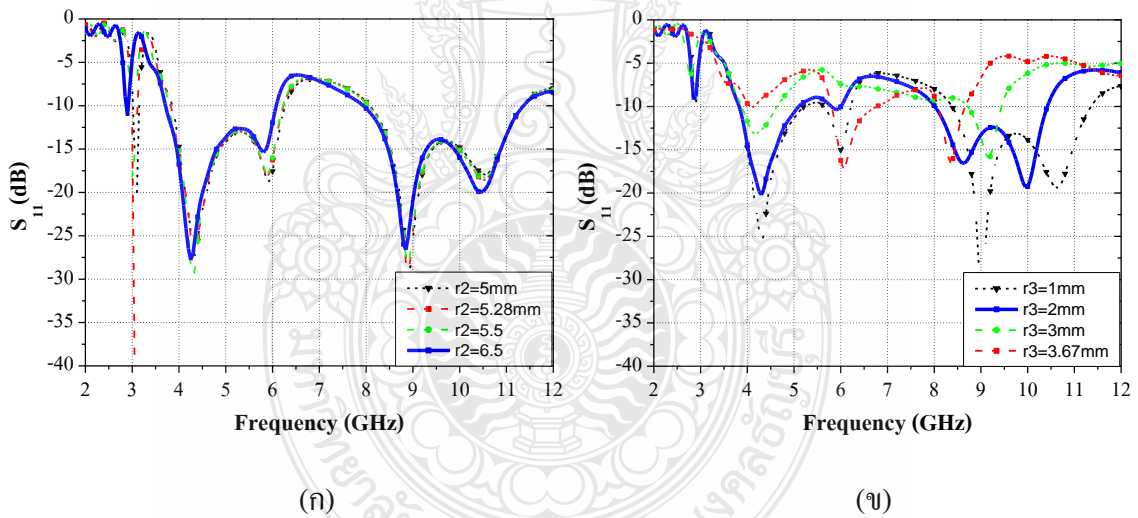 0
-5
-10
-15
-20
-25
-30
-35
-40
S11 (dB)
r2=5mm
r2=5.28mm
r2=5.5
r2=6.5
2 3 4 5 6 7 8 9 10 11 12
Frequency (GHz)
(ก)
0
-5
-10
-15
-20
-25
-30
-35
-40
S11 (dB)
r3=1mm
r3=2mm
r3=3mm
r3=3.67mm
2 3 4 5 6 7 8 9 10 11 12
Frequency (GHz)
(ข)